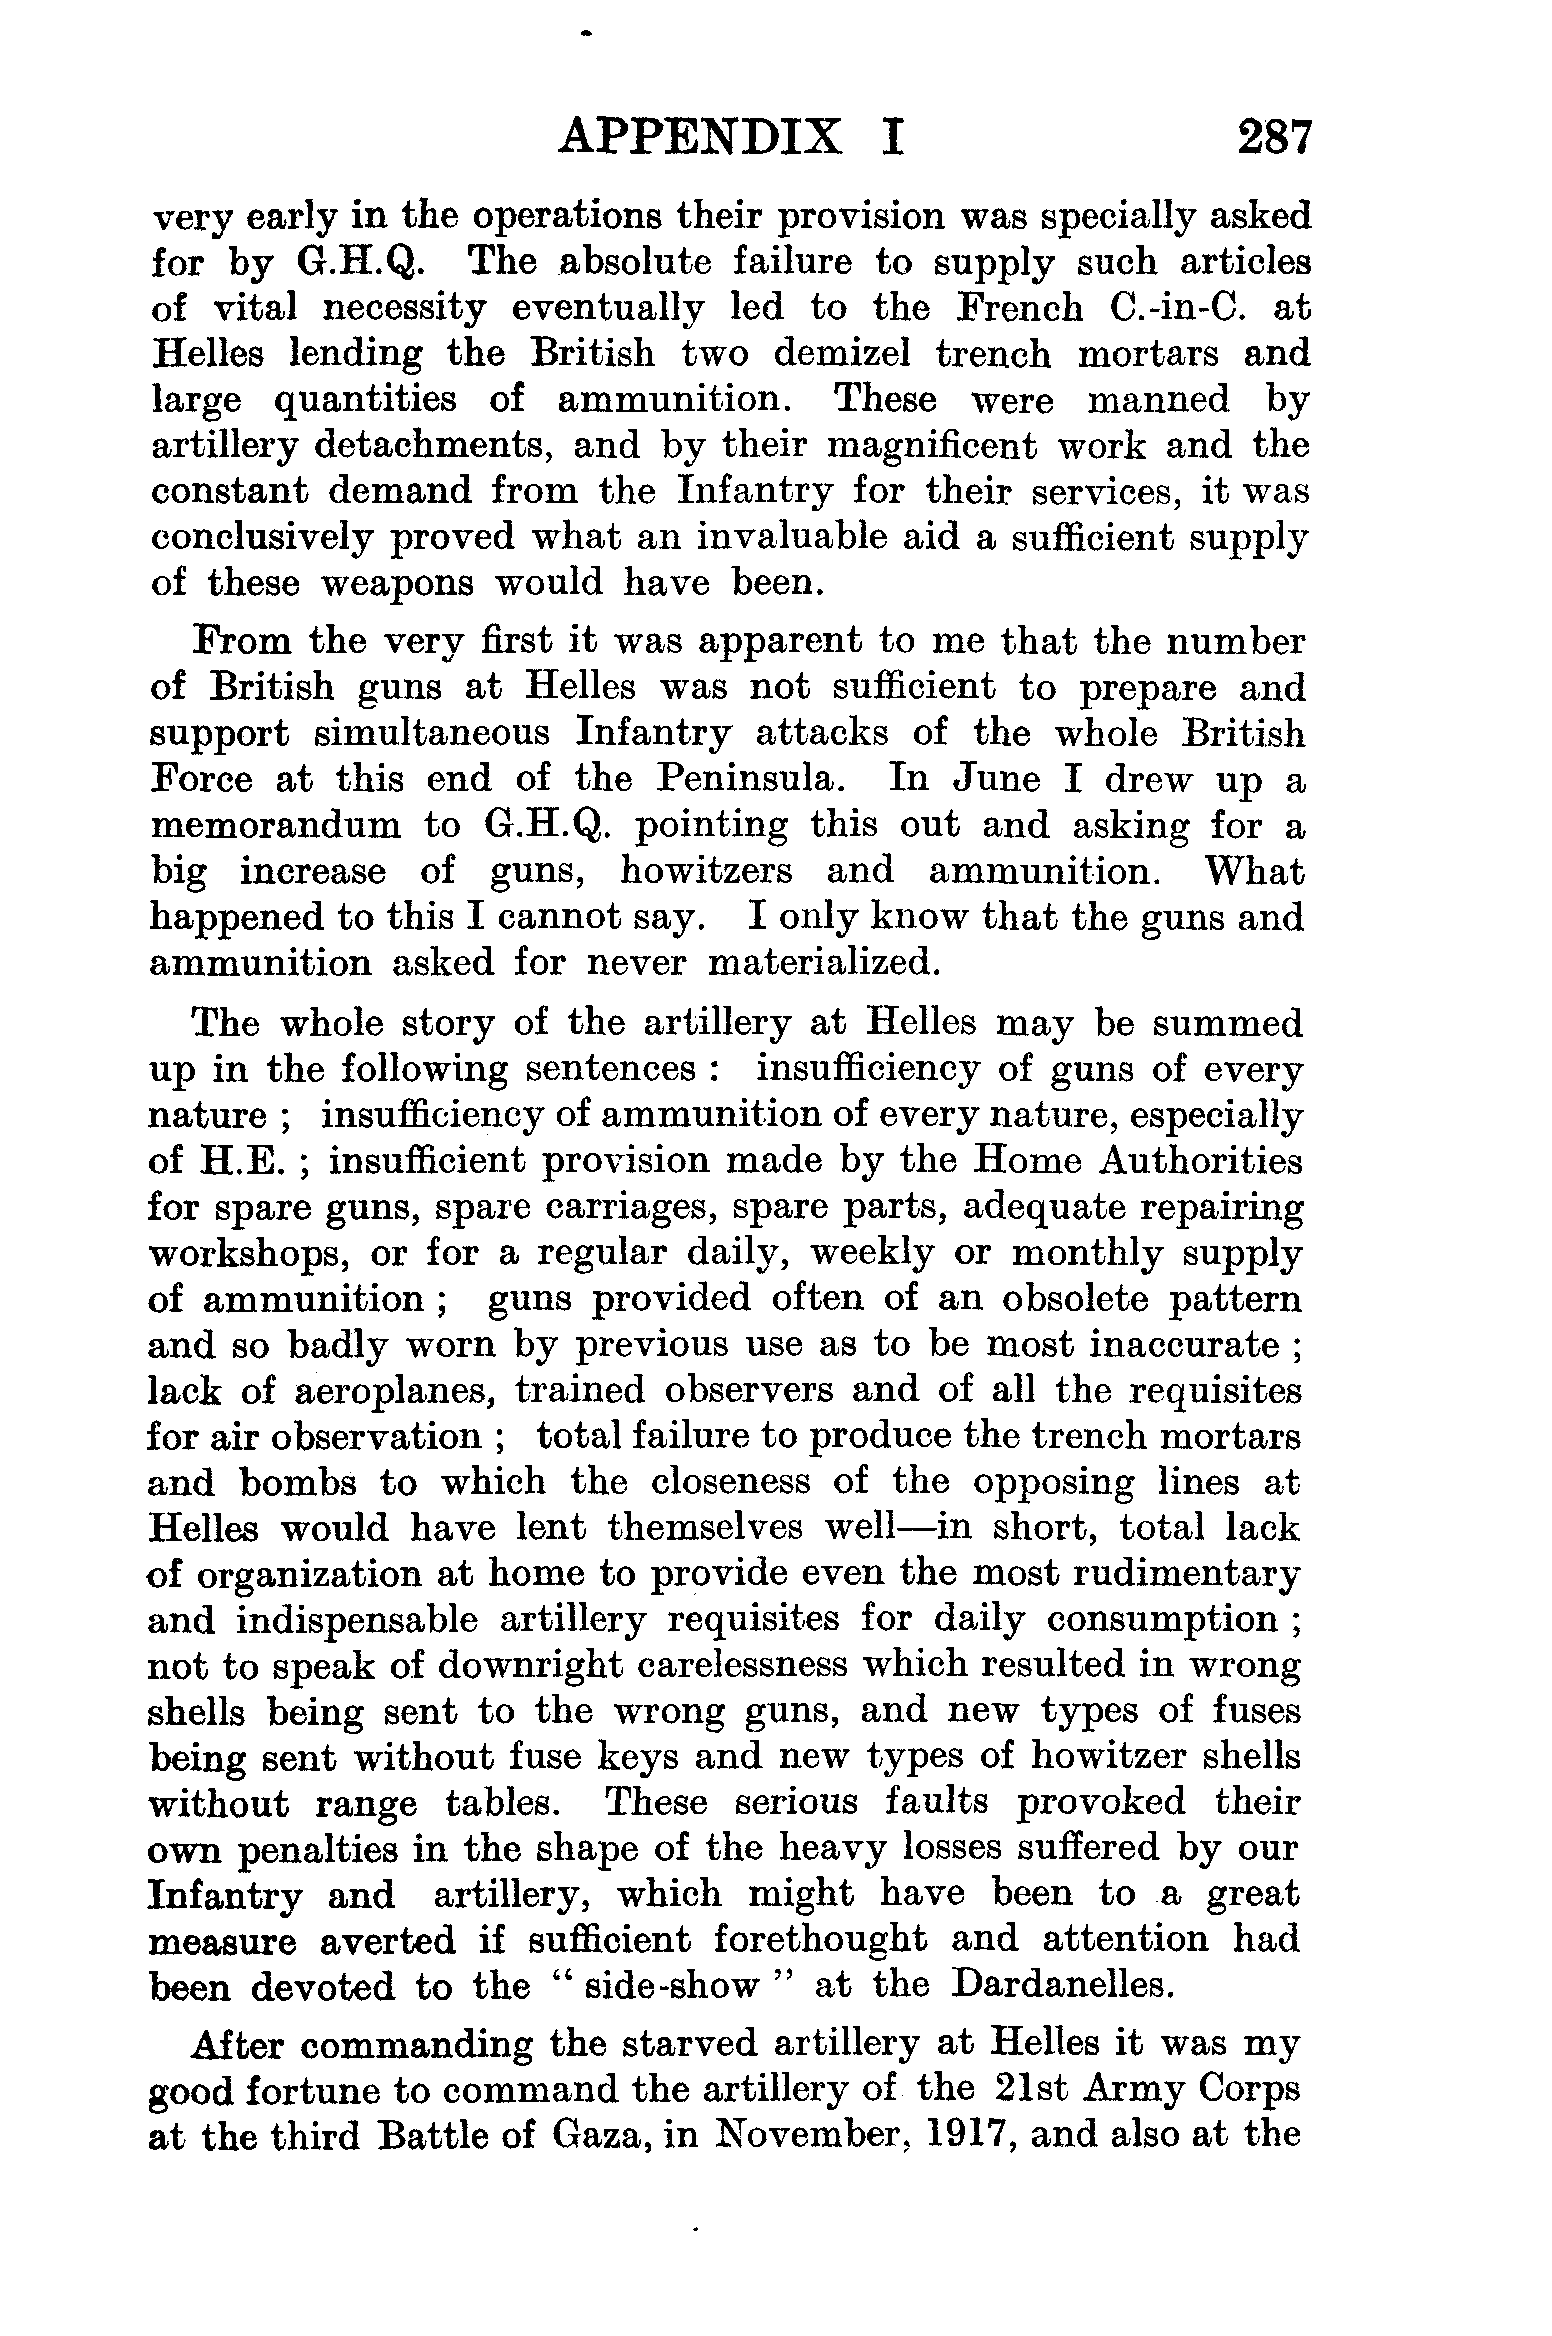 APPENDIX I 287
very early in the operations their provision was specially asked
for by G.H.Q. The absolute failure to supply such articles
of vital necessity eventually led to the French C.-in-C. at
Helles lending the British two demizel trench mortars and
large quantities of ammunition. These were manned by
artillery detachments, and by their magnificent work and the
constant demand from the Infantry for their services, it was
conclusively proved what an invaluable aid a sufficient supply
of these weapons would have been.
From the very first it was apparent to me that the number
of British guns at Helles was not sufficient to prepare and
support simultaneous Infantry attacks of the whole British
Force at this end of the Peninsula. In June I drew up a
memorandum to G.H.Q. pointing this out and asking for a
big increase of guns, howitzers and ammunition. What
happened to this I cannot say. I only know that the guns and
ammunition asked for never materialized.
The whole story of the artillery at Helles may be summed
up in the following sentences : insufficiency of guns of every
nature ; insufficiency of ammunition of every nature, especially
of H.E. ; insufficient provision made by the Home Authorities
for spare guns, spare carriages, spare parts, adequate repairing
workshops, or for a regular daily, weekly or monthly supply
of ammunition ; guns provided often of an obsolete pattern
and so badly worn by previous use as to be most inaccurate ;
lack of aeroplanes, trained observers and of all the requisites
for air observation ; total failure to produce the trench mortars
and bombs to which the closeness of the opposing lines at
Helles would have lent themselves well—in short, total lack
of organization at home to provide even the most rudimentary
and indispensable artillery requisites for daily consumption ;
not to speak of downright carelessness which resulted in wrong
shells being sent to the wrong guns, and new types of fuses
being sent without fuse keys and new types of howitzer shells
without range tables. These serious faults provoked their
own penalties in the shape of the heavy losses suffered by our
Infantry and artillery, which might have been to a great
measure averted if sufficient forethought and attention had
been devoted to the “ side-show ” at the Dardanelles.
After commanding the starved artillery at Helles it was my
good fortune to command the artillery of the 21st Army Corps
at the third Battle of Gaza, in November, 1917, and also at the